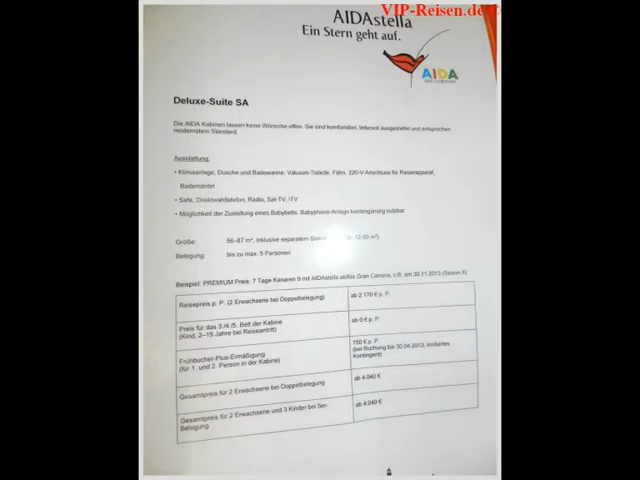 VIP-Reisen.de
AIDAstella
Ein Stern geht auf.
AIDA
Deluxe-Suite SA
Die AIDA Kabinen lassen keine Wünsche offen. Sie sind komfortabel, liebevoll ausgestattet und entsprechen
modernstem Standard.
Ausstattung:
• Klimaanlage, Dusche und Badewanne, Vakuum-Toilette, Föhn, 220-V-Anschluss für Rasierapparat,
Bademäntel
• Safe, Direktwahltelefon, Radio, Sat-TV, iTV
• Möglichkeit der Zustellung eines Babybetts, Babyphone-Anlage kostengünstig nutzbar
Größe: 56–87 m², inklusive separatem
Belegung: bis zu max. 5 Personen
Beispiel: PREMIUM Preis: 7 Tage Kanaren 9 mit AIDAstella ab/bis Gran Canaria, z.B. am 30.11.2013 (Saison X)
Reisepreis p. P. (2 Erwachsene bei Doppelbelegung) ab 2 170 € p. P.
Preis für das 3./4./5. Bett der Kabine
(Kind, 2–15 Jahre bei Reiseantritt) ab 0 € p. P.
Frühbucher-Plus-Ermäßigung
(für 1. und 2. Person in der Kabine)
150 € p. P.
(bei Buchung bis 30.04.2013, limitiertes
Kontingent)
Gesamtpreis für 2 Erwachsene bei Doppelbelegung ab 4.040 €
Gesamtpreis für 2 Erwachsene und 3 Kinder bei 5er-
Belegung ab 4.040 €